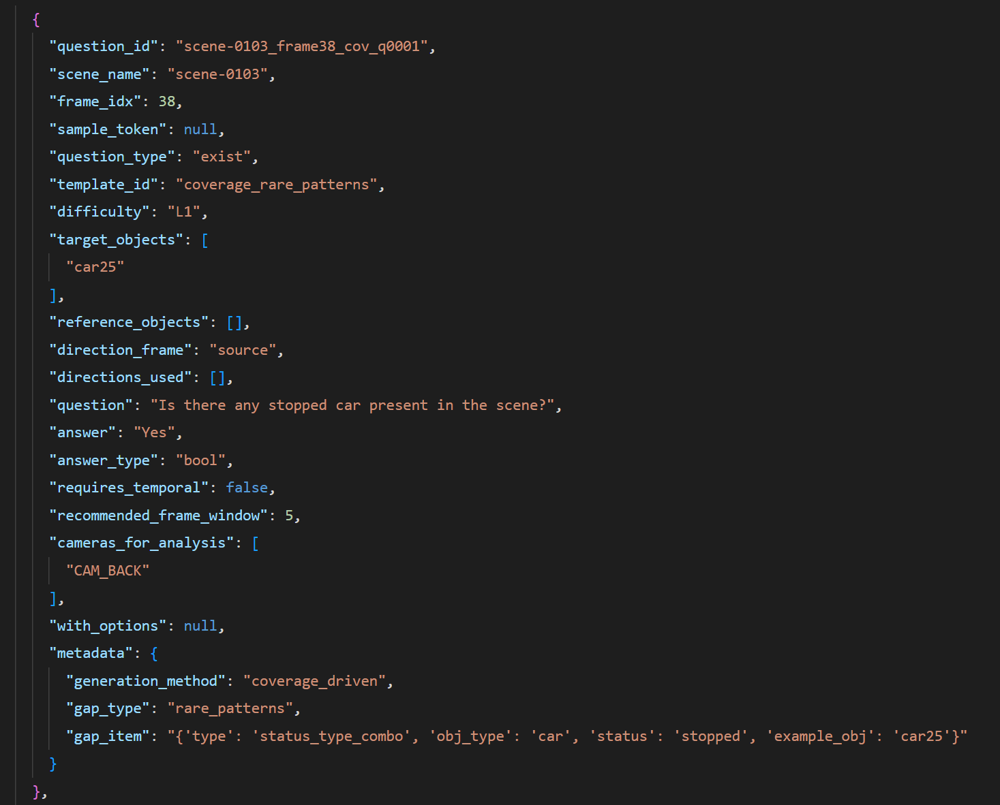 {
"question_id": "scene-0103_frame38_cov_q0001",
"scene_name": "scene-0103",
"frame_idx": 38,
"sample_token": null,
"question_type": "exist",
"template_id": "coverage_rare_patterns",
"difficulty": "L1",
"target_objects": [
"car25"
],
"reference_objects": [],
"direction_frame": "source",
"directions_used": [],
"question": "Is there any stopped car present in the scene?",
"answer": "Yes",
"answer_type": "bool",
"requires_temporal": false,
"recommended_frame_window": 5,
"cameras_for_analysis": [
"CAM_BACK"
],
"with_options": null,
"metadata": {
"generation_method": "coverage_driven",
"gap_type": "rare_patterns",
"gap_item": "{'type': 'status_type_combo', 'obj_type': 'car', 'status': 'stopped', 'example_obj': 'car25'}"
}
},